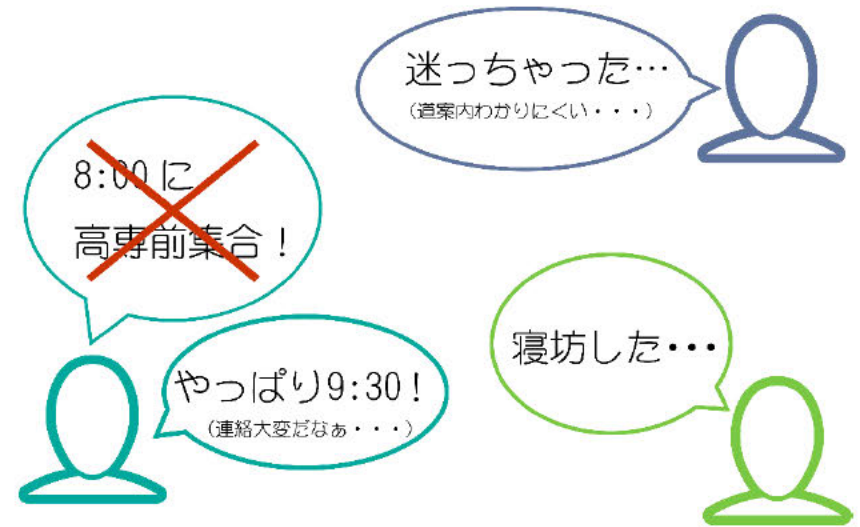 迷っちゃった…
（道案内わかりにくい・・・）
8:00に
高専前集合！
やっぱり9:30！
（連絡大変だなぁ・・・）
寝坊した・・・